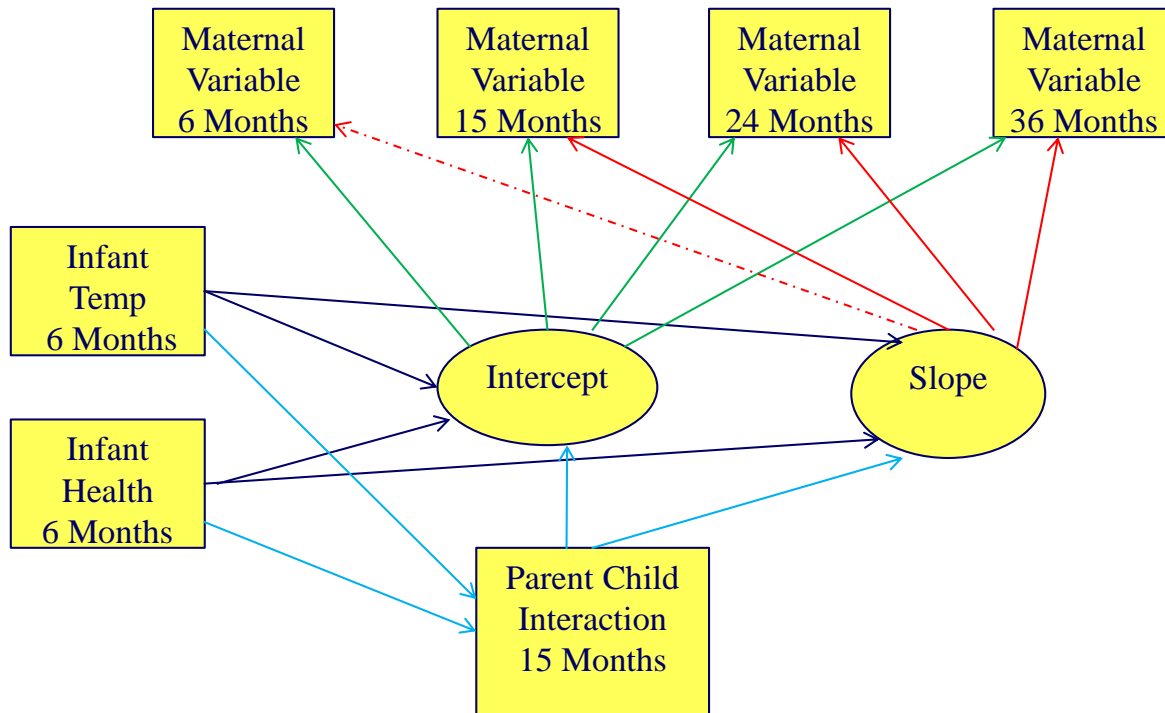 Maternal
Variable
6 Months
Maternal
Variable
15 Months
Maternal
Variable
24 Months
Maternal
Variable
36 Months
Infant
Temp
6 Months
Intercept
Slope
Infant
Health
6 Months
Parent Child
Interaction
15 Months